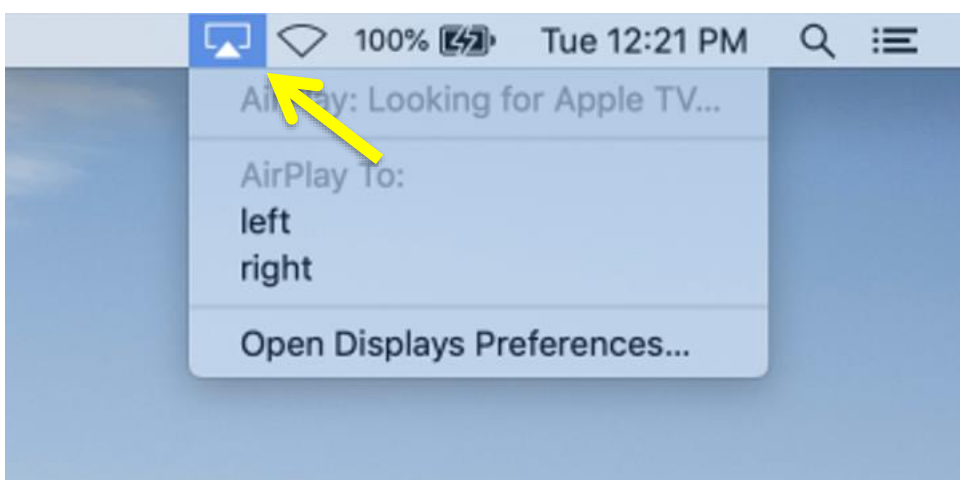 100% Tue 12:21 PM
AirPlay: Looking for Apple TV...
AirPlay To:
left
right
Open Displays Preferences...